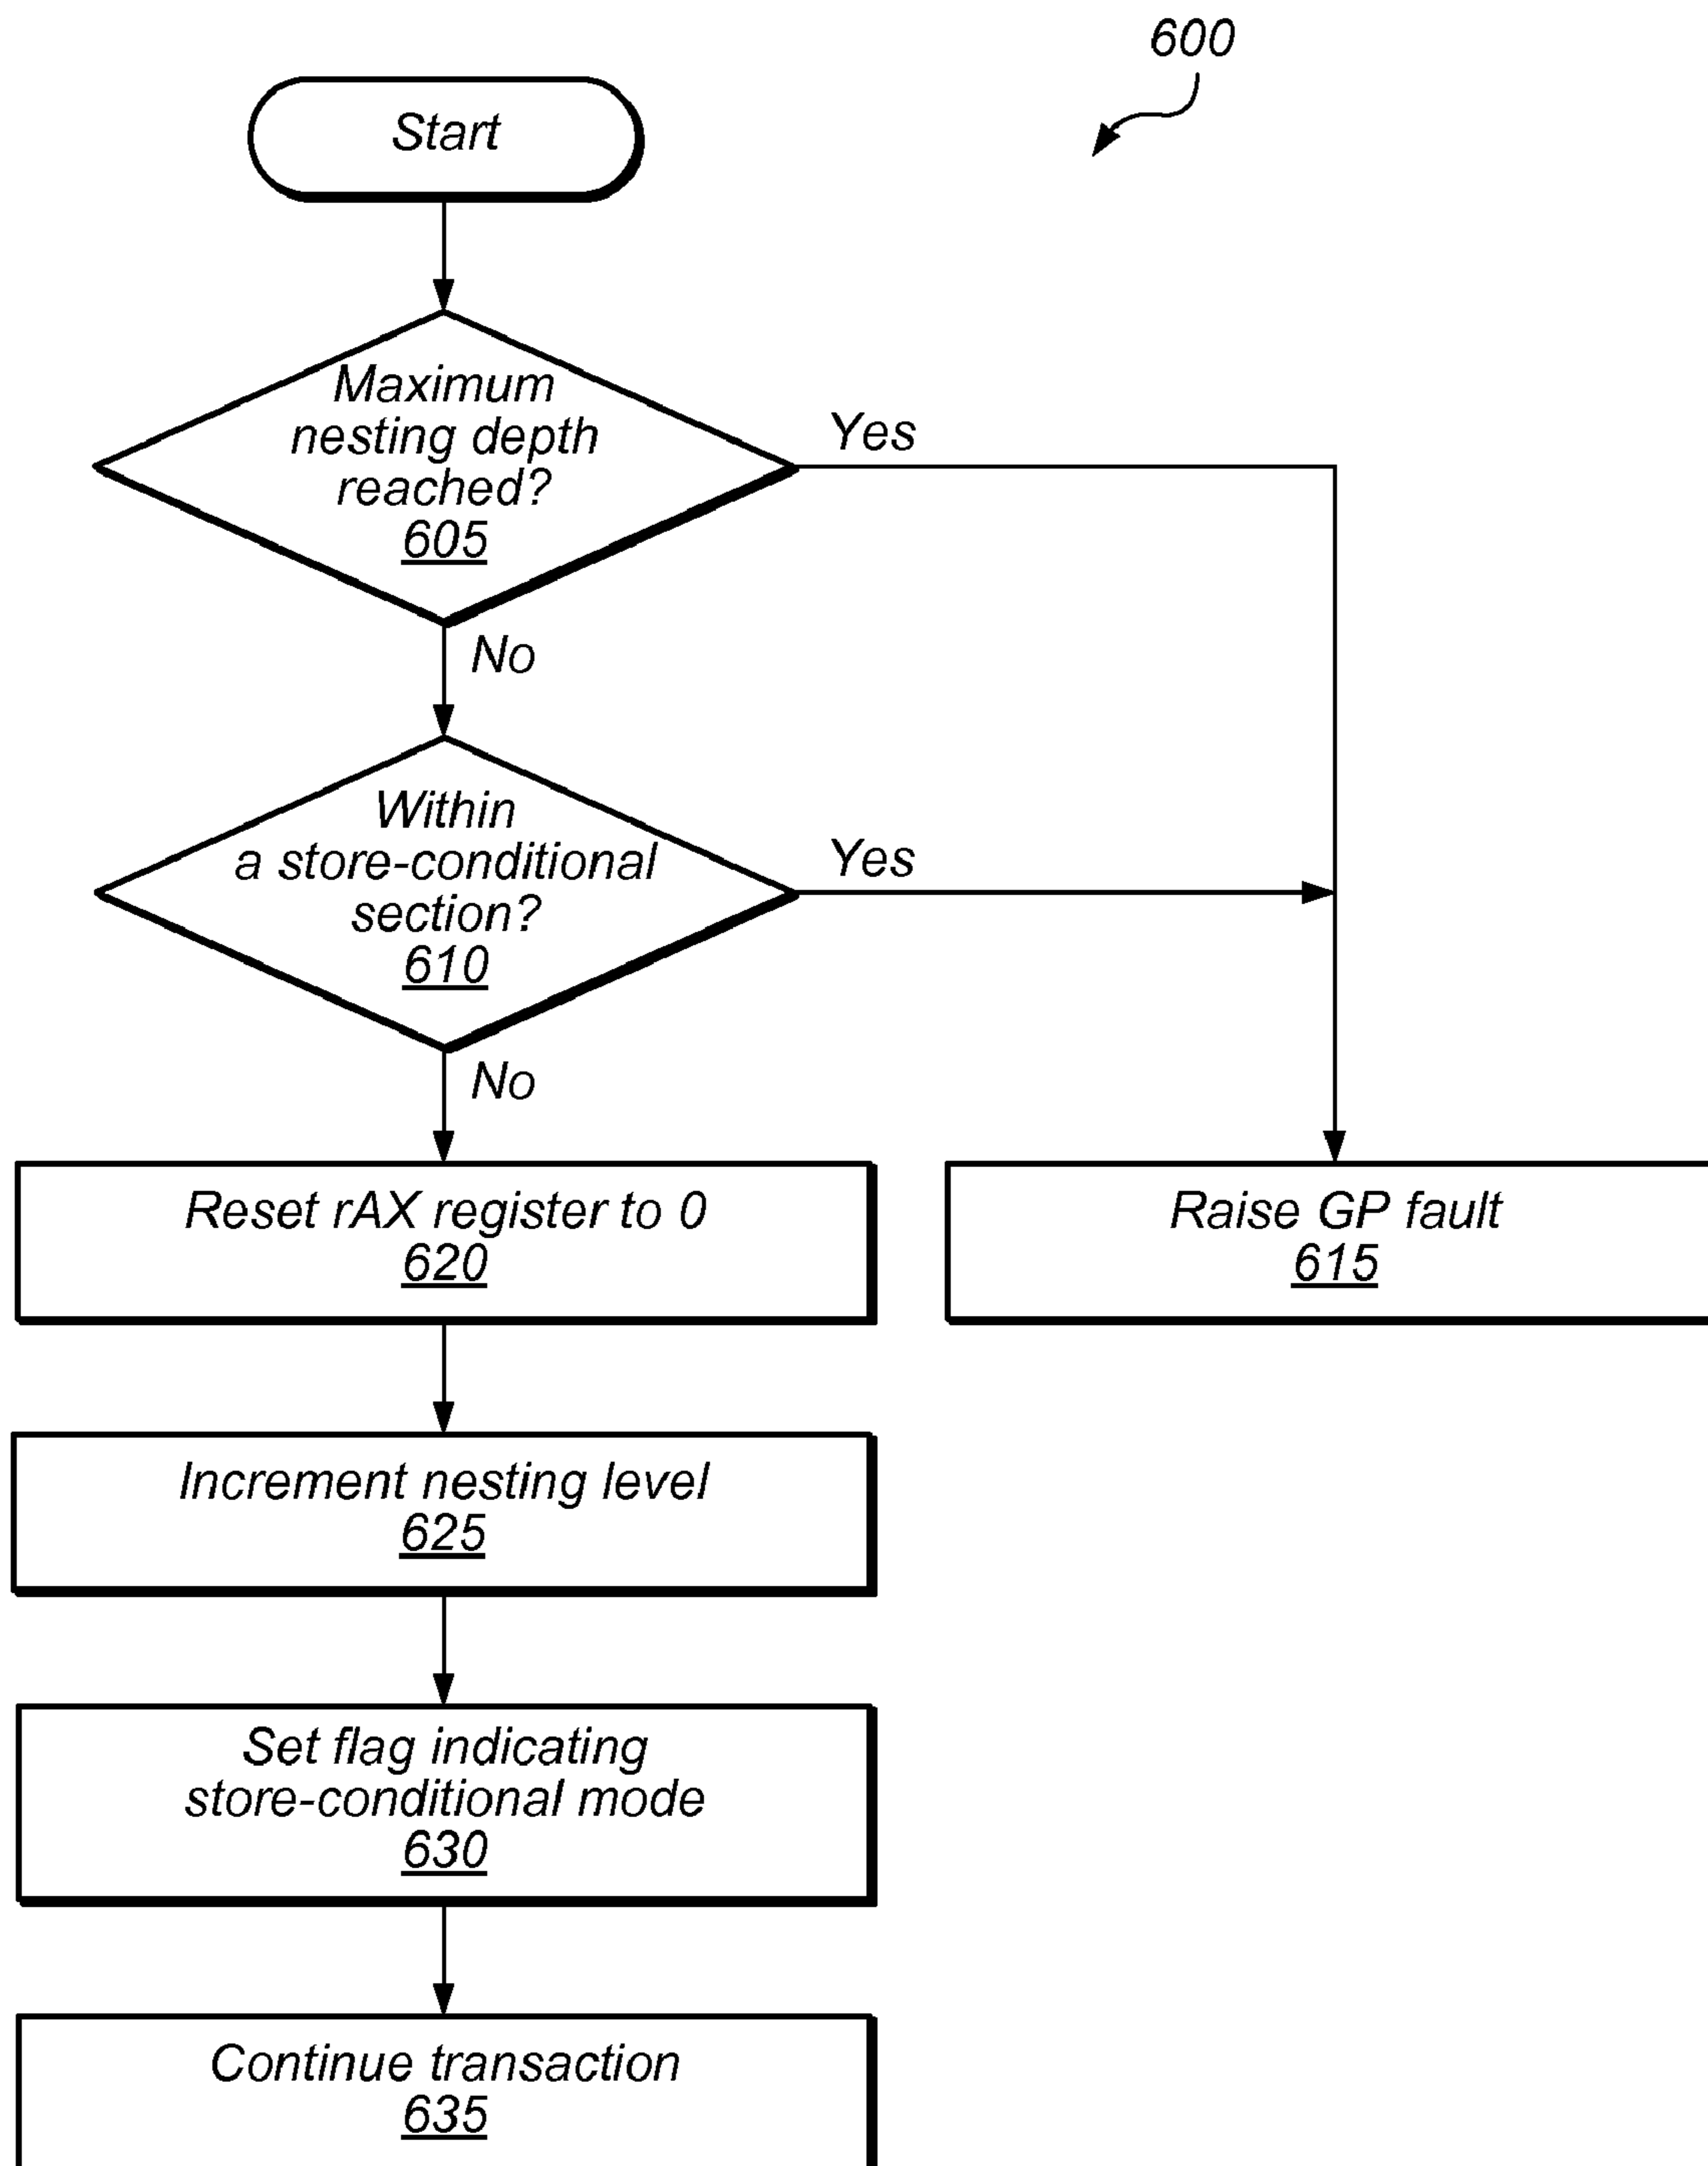 600
Start
Maximum
nesting depth
reached?
605
Yes
No
Within
a store-conditional
section?
610
Yes
No
Reset rAX register to 0
620
Raise GP fault
615
Increment nesting level
625
Set flag indicating
store-conditional mode
630
Continue transaction
635